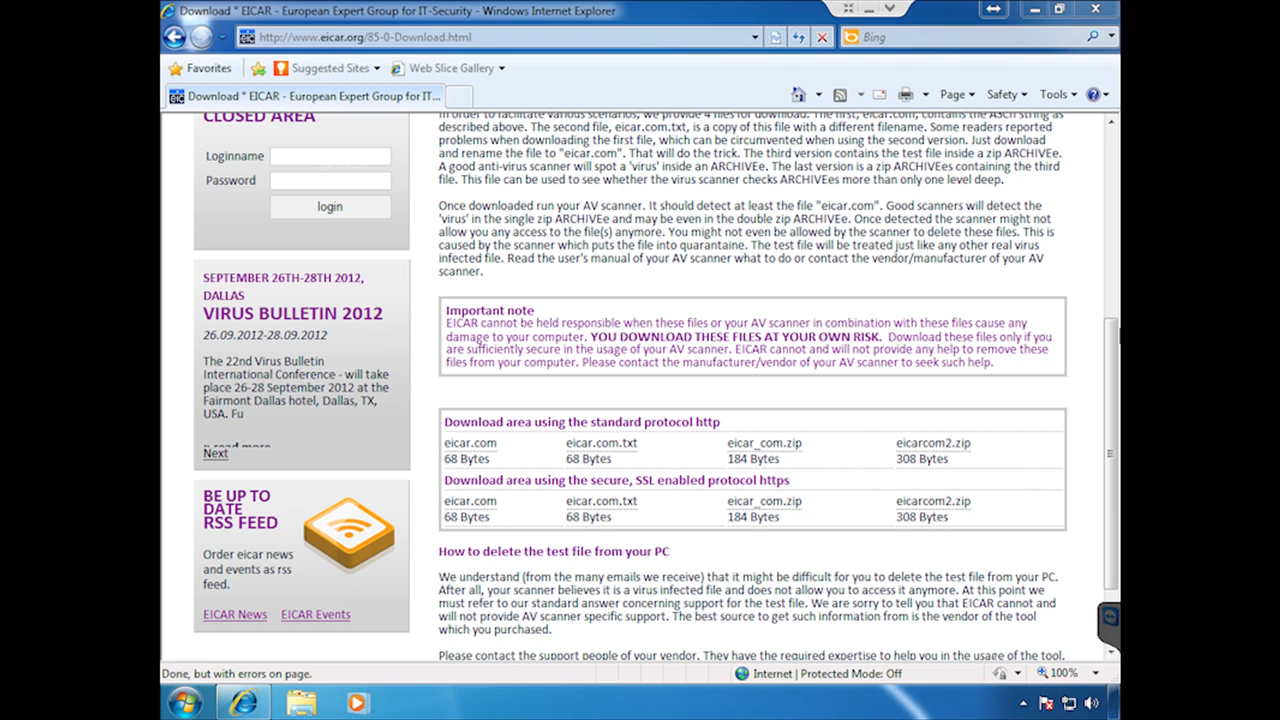 Download * EICAR - European Expert Group for IT-Security - Windows Internet Explorer
http://www.eicar.org/85-0-Download.html
Bing
Favorites
Suggested Sites
Web Slice Gallery
Download * EICAR - European Expert Group for IT...
Page
Safety
Tools
CLOSED AREA
Loginname
Password
login
SEPTEMBER 26TH-28TH 2012,
DALLAS
VIRUS BULLETIN 2012
26.09.2012-28.09.2012
The 22nd Virus Bulletin
International Conference - will take
place 26-28 September 2012 at the
Fairmont Dallas hotel, Dallas, TX,
USA. Fu
» read more
Next
BE UP TO
DATE
RSS FEED
Order eicar news
and events as rss
feed.
EICAR News
EICAR Events
In order to facilitate various scenarios, we provide 4 files for download. The first, eicar.com, contains the ASCII string as
described above. The second file, eicar.com.txt, is a copy of this file with a different filename. Some readers reported
problems when downloading the first file, which can be circumvented when using the second version. Just download
and rename the file to "eicar.com". That will do the trick. The third version contains the test file inside a zip ARCHIVEe.
A good anti-virus scanner will spot a 'virus' inside an ARCHIVEe. The last version is a zip ARCHIVEes containing the third
file. This file can be used to see whether the virus scanner checks ARCHIVEes more than only one level deep.
Once downloaded run your AV scanner. It should detect at least the file "eicar.com". Good scanners will detect the
'virus' in the single zip ARCHIVEe and may be even in the double zip ARCHIVEe. Once detected the scanner might not
allow you any access to the file(s) anymore. You might not even be allowed by the scanner to delete these files. This is
caused by the scanner which puts the file into quarantaine. The test file will be treated just like any other real virus
infected file. Read the user's manual of your AV scanner what to do or contact the vendor/manufacturer of your AV
scanner.
Important note
EICAR cannot be held responsible when these files or your AV scanner in combination with these files cause any
damage to your computer. YOU DOWNLOAD THESE FILES AT YOUR OWN RISK. Download these files only if you
are sufficiently secure in the usage of your AV scanner. EICAR cannot and will not provide any help to remove these
files from your computer. Please contact the manufacturer/vendor of your AV scanner to seek such help.
Download area using the standard protocol http
eicar.com eicar.com.txt eicar_com.zip eicarcom2.zip
68 Bytes 68 Bytes 184 Bytes 308 Bytes
Download area using the secure, SSL enabled protocol https
eicar.com eicar.com.txt eicar_com.zip eicarcom2.zip
68 Bytes 68 Bytes 184 Bytes 308 Bytes
How to delete the test file from your PC
We understand (from the many emails we receive) that it might be difficult for you to delete the test file from your PC.
After all, your scanner believes it is a virus infected file and does not allow you to access it anymore. At this point we
must refer to our standard answer concerning support for the test file. We are sorry to tell you that EICAR cannot and
will not provide AV scanner specific support. The best source to get such information from is the vendor of the tool
which you purchased.
Please contact the support people of your vendor. They have the required expertise to help you in the usage of the tool.
Done, but with errors on page.
Internet | Protected Mode: Off
100%